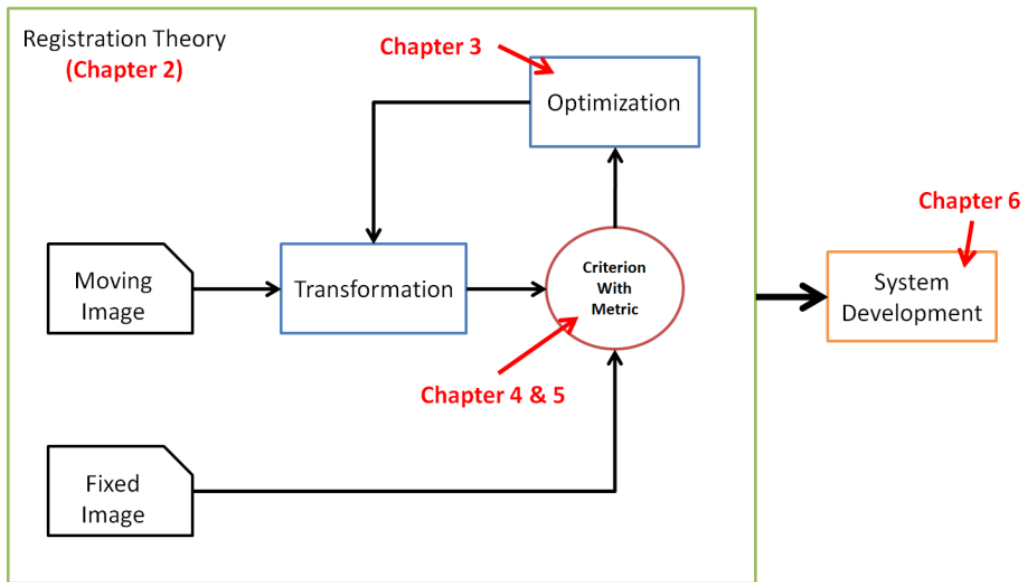 Registration Theory
(Chapter 2)
Chapter 3
Optimization
Chapter 6
Moving
Image
Transformation
Criterion
With
Metric
System
Development
Chapter 4 & 5
Fixed
Image